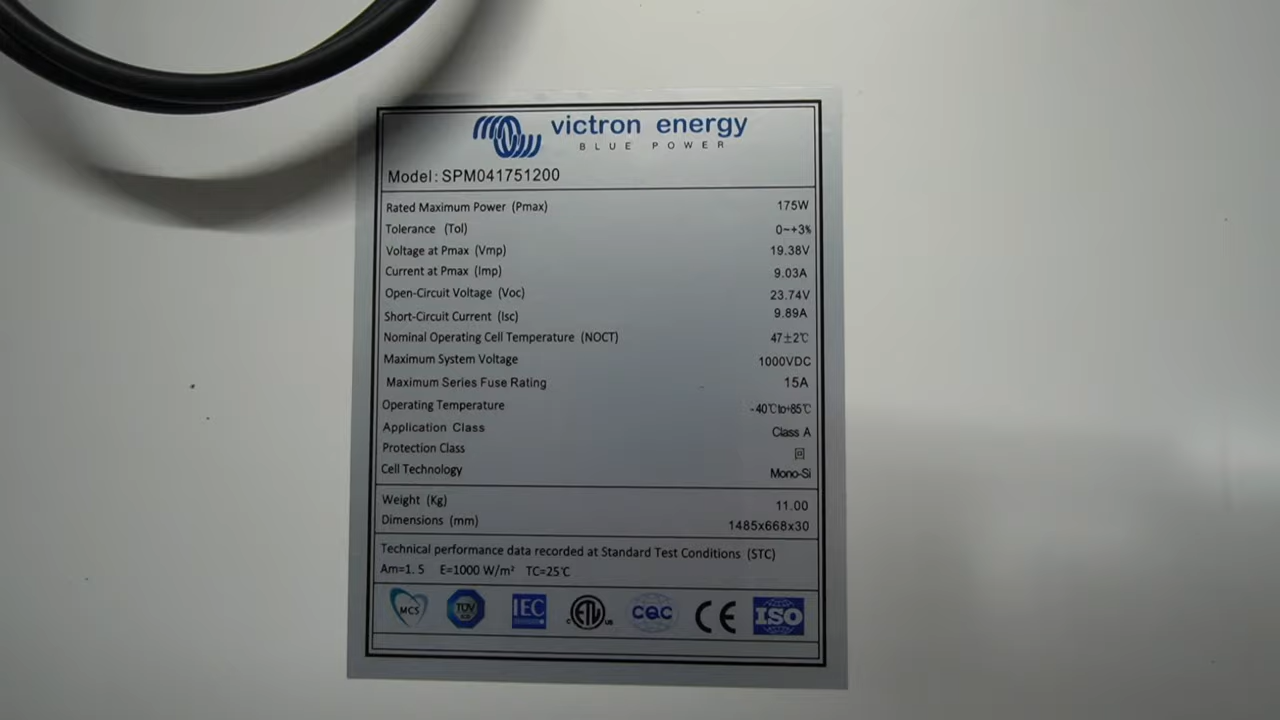 victron energy
BLUE POWER
Model: SPM041751200
Rated Maximum Power (Pmax) 175W
Tolerance (Tol) 0~+3%
Voltage at Pmax (Vmp) 19.38V
Current at Pmax (Imp) 9.03A
Open-Circuit Voltage (Voc) 23.74V
Short-Circuit Current (Isc) 9.89A
Nominal Operating Cell Temperature (NOCT) 47±2℃
Maximum System Voltage 1000VDC
Maximum Series Fuse Rating 15A
Operating Temperature -40℃to+85℃
Application Class Class A
Protection Class
Cell Technology Mono-Si
Weight (Kg) 11.00
Dimensions (mm) 1485x668x30
Technical performance data recorded at Standard Test Conditions (STC)
Am=1.5 E=1000 W/m² TC=25℃
MCS TÜV IEC c ETL us CQC CE ISO